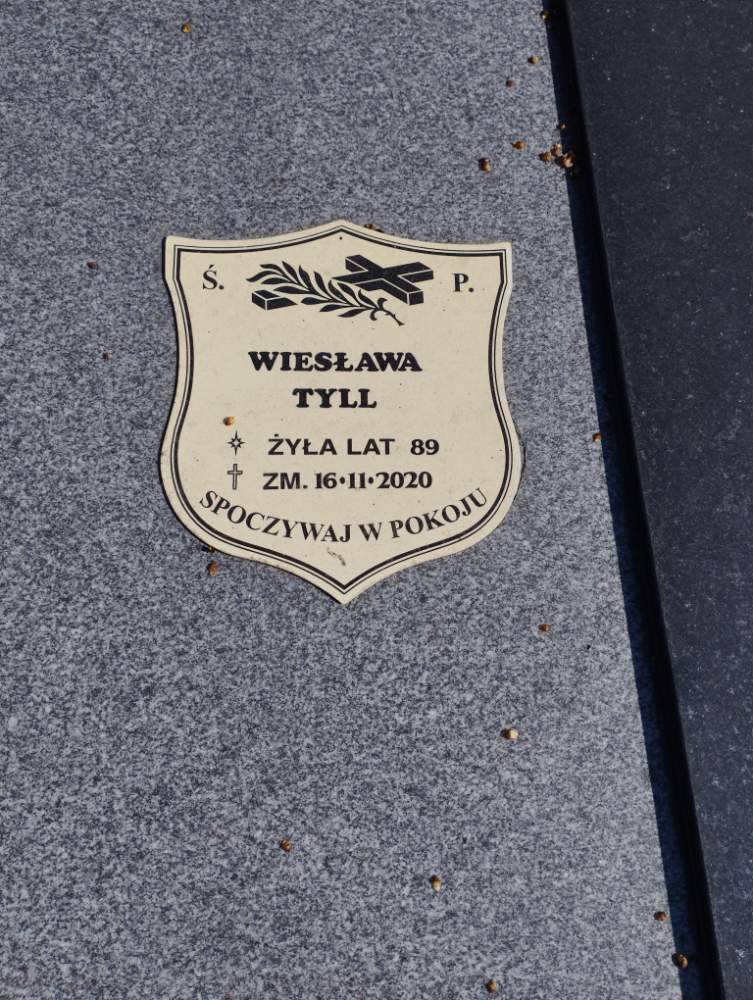 Ś. P.
WIESŁAWA
TYLL
ŻYŁA LAT 89
ZM. 16•11•2020
SPOCZYWAJ W POKOJU